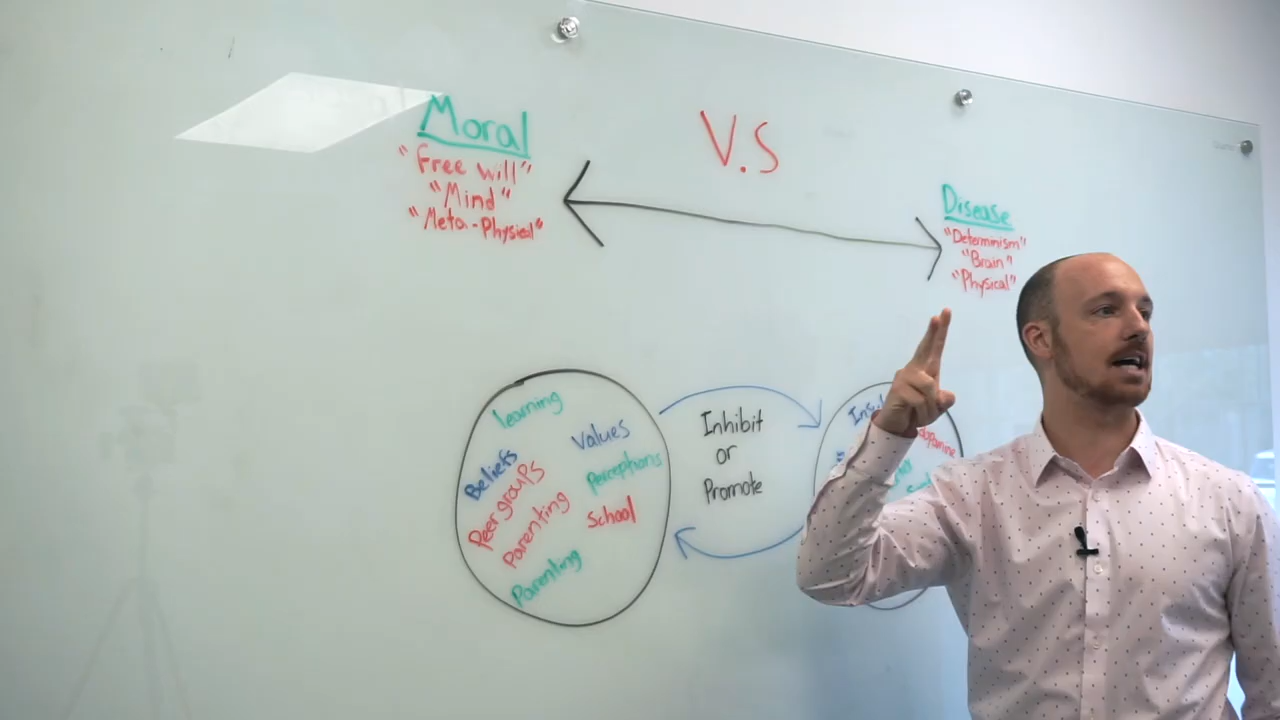 Moral
"Free will"
"Mind"
"Meta-Physical"
V.S
Disease
"Determinism"
"Brain"
"Physical"
learning
Values
Beliefs
Peer groups
perceptions
Parenting
School
Parenting
Inhibit
or
Promote